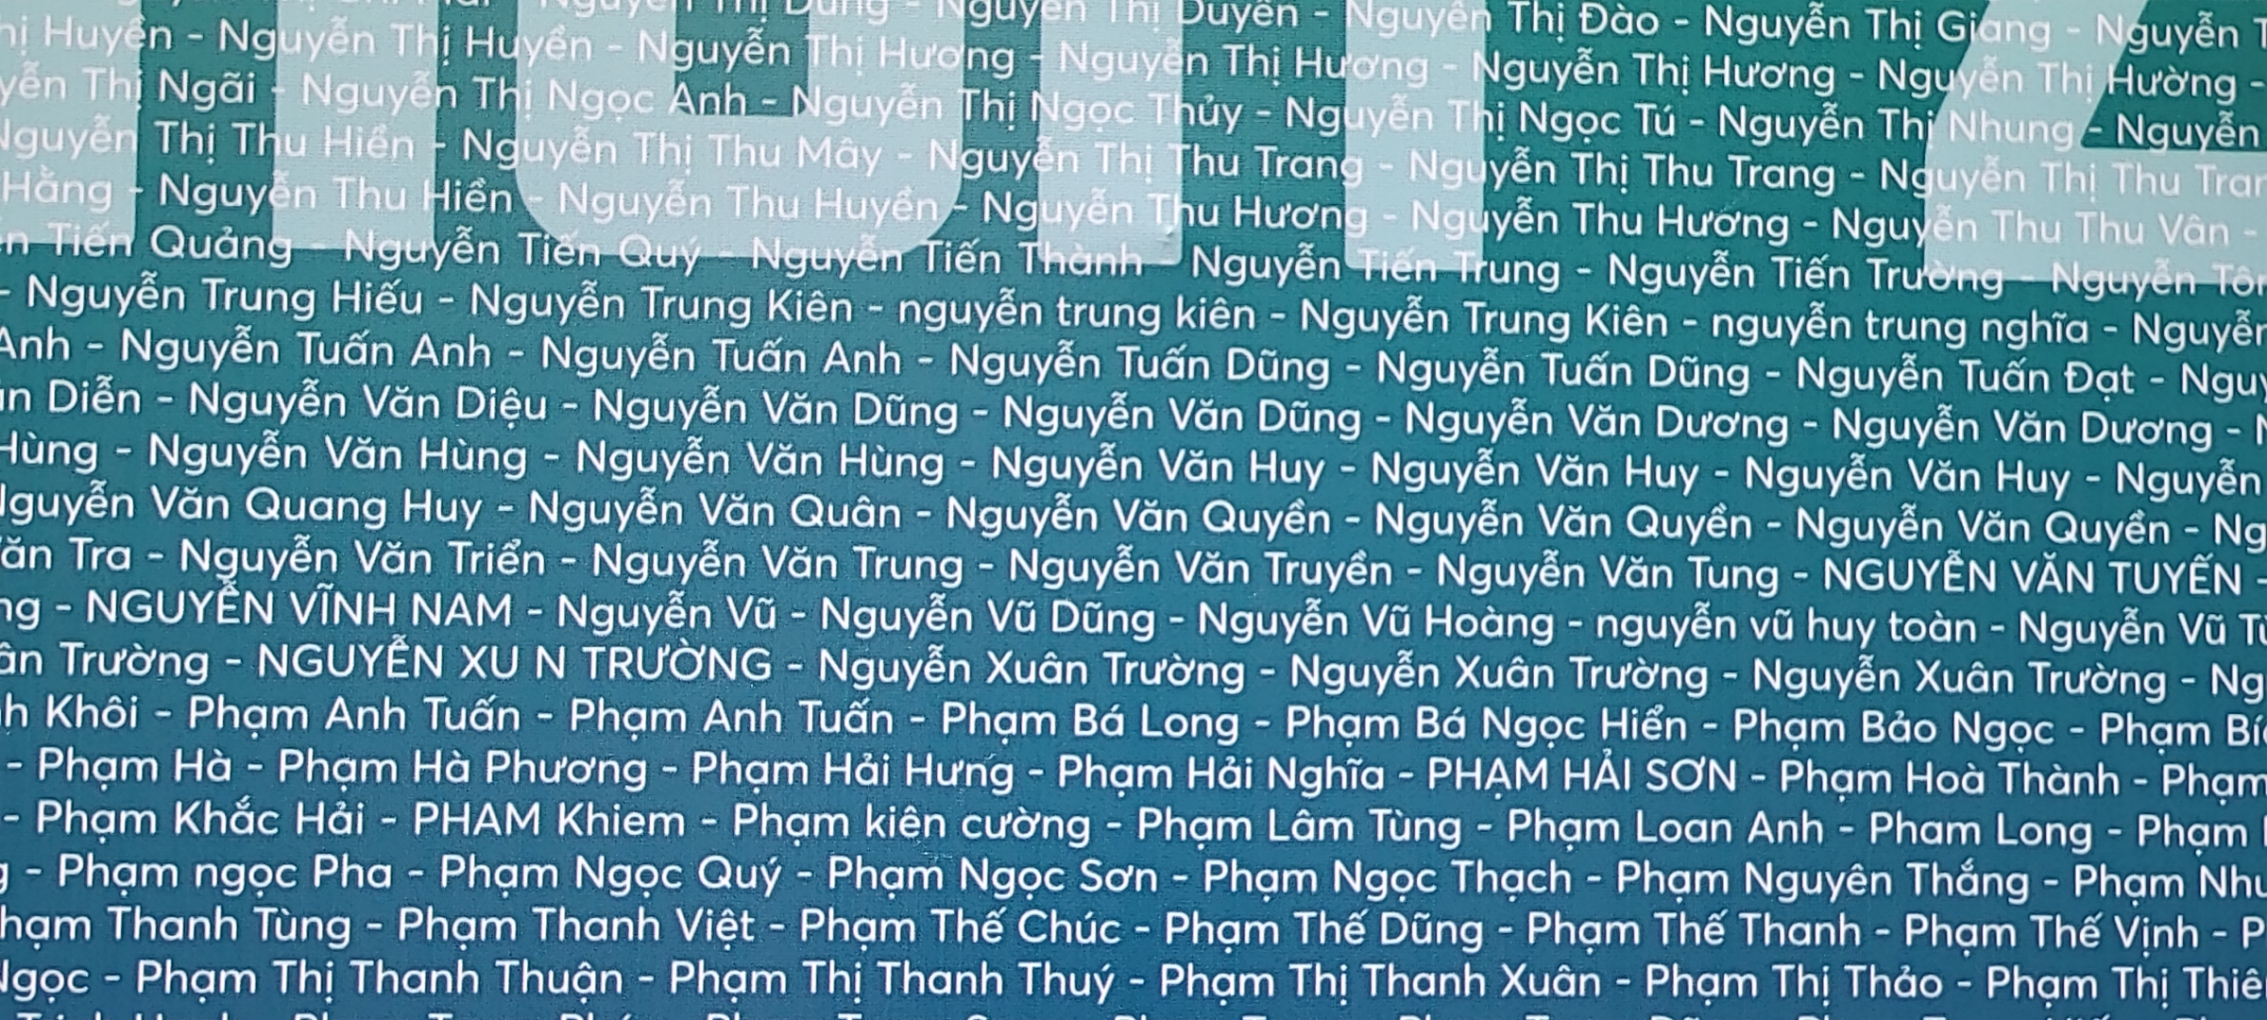 Nguyễn Thị Dung - Nguyễn Thị Duyên - Nguyễn Thị Đào - Nguyễn Thị Giang - Nguyễn
Huyền - Nguyễn Thị Huyền - Nguyễn Thị Hương - Nguyễn Thị Hương - Nguyễn Thị Hương - Nguyễn Thị Hường -
Thị Ngãi - Nguyễn Thị Ngọc Anh - Nguyễn Thị Ngọc Thủy - Nguyễn Thị Ngọc Tú - Nguyễn Thị Nhung - Nguyễn
Nguyễn Thị Thu Hiền - Nguyễn Thị Thu Mây - Nguyễn Thị Thu Trang - Nguyễn Thị Thu Trang - Nguyễn Thị Thu
Hằng - Nguyễn Thu Hiền - Nguyễn Thu Huyền - Nguyễn Thu Hương - Nguyễn Thu Hương - Nguyễn Thu Thu Vân -
Tiến Quảng - Nguyễn Tiến Quý - Nguyễn Tiến Thành - Nguyễn Tiến Trung - Nguyễn Tiến Trường - Nguyễn
- Nguyễn Trung Hiếu - Nguyễn Trung Kiên - nguyễn trung kiên - Nguyễn Trung Kiên - nguyễn trung nghĩa -
Anh - Nguyễn Tuấn Anh - Nguyễn Tuấn Anh - Nguyễn Tuấn Dũng - Nguyễn Tuấn Dũng - Nguyễn Tuấn Đạt -
Diễn - Nguyễn Văn Diệu - Nguyễn Văn Dũng - Nguyễn Văn Dũng - Nguyễn Văn Dương - Nguyễn Văn Dương -
Hùng - Nguyễn Văn Hùng - Nguyễn Văn Hùng - Nguyễn Văn Huy - Nguyễn Văn Huy - Nguyễn Văn Huy - Nguyễn
Nguyễn Văn Quang Huy - Nguyễn Văn Quân - Nguyễn Văn Quyền - Nguyễn Văn Quyền - Nguyễn Văn Quyền -
Tra - Nguyễn Văn Triển - Nguyễn Văn Trung - Nguyễn Văn Truyền - Nguyễn Văn Tung - NGUYỄN VĂN TUYẾN -
- NGUYỄN VĨNH NAM - Nguyễn Vũ - Nguyễn Vũ Dũng - Nguyễn Vũ Hoàng - nguyễn vũ huy toàn - Nguyễn Vũ
Trường - NGUYỄN XU N TRƯỜNG - Nguyễn Xuân Trường - Nguyễn Xuân Trường - Nguyễn Xuân Trường -
Khôi - Phạm Anh Tuấn - Phạm Anh Tuấn - Phạm Bá Long - Phạm Bá Ngọc Hiển - Phạm Bảo Ngọc - Phạm
- Phạm Hà - Phạm Hà Phương - Phạm Hải Hưng - Phạm Hải Nghĩa - PHẠM HẢI SƠN - Phạm Hoà Thành - Phạm
- Phạm Khắc Hải - PHAM Khiem - Phạm kiên cường - Phạm Lâm Tùng - Phạm Loan Anh - Pham Long - Phạm
- Phạm ngọc Pha - Phạm Ngọc Quý - Phạm Ngọc Sơn - Phạm Ngọc Thạch - Phạm Nguyên Thắng - Phạm
Phạm Thanh Tùng - Phạm Thanh Việt - Phạm Thế Chúc - Phạm Thế Dũng - Phạm Thế Thanh - Phạm Thế Vịnh -
Ngọc - Phạm Thị Thanh Thuận - Phạm Thị Thanh Thuý - Phạm Thị Thanh Xuân - Phạm Thị Thảo - Phạm Thị